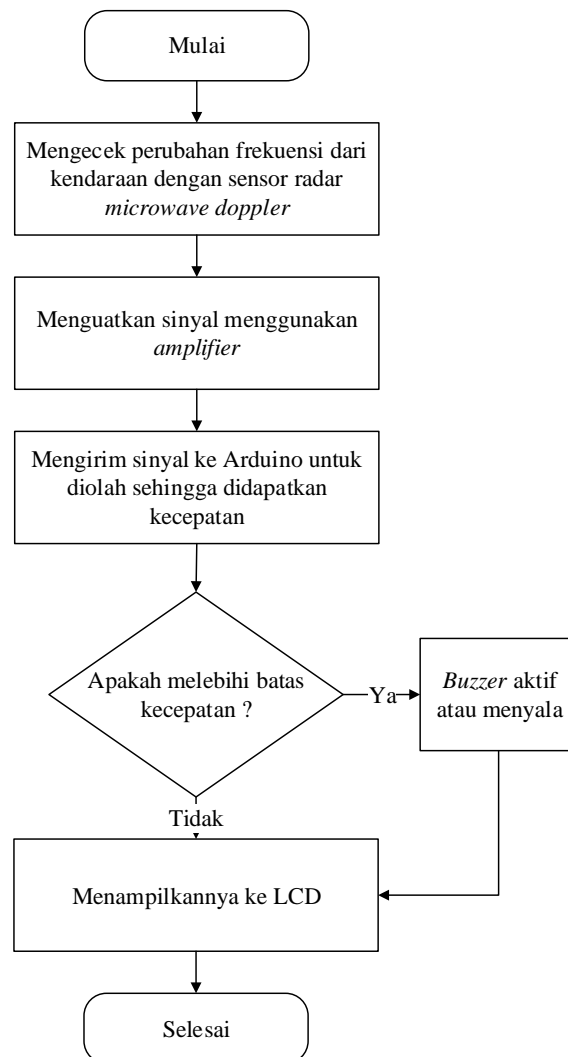 Mulai
Mengecek perubahan frekuensi dari
kendaraan dengan sensor radar
microwave doppler
Menguatkan sinyal menggunakan
amplifier
Mengirim sinyal ke Arduino untuk
diolah sehingga didapatkan
kecepatan
Apakah melebihi batas
kecepatan ?
Ya
Buzzer aktif
atau menyala
Tidak
Menampilkannya ke LCD
Selesai